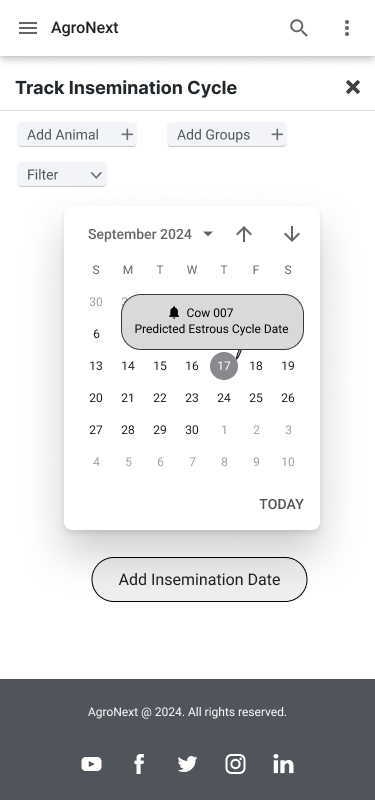 AgroNext
Track Insemination Cycle
Add Animal
Add Groups
Filter
September 2024
S M T W T F S
30
Cow 007
Predicted Estrous Cycle Date
6
13 14 15 16 17 18 19
20 21 22 23 24 25 26
27 28 29 30 1 2 3
4 5 6 7 8 9 10
TODAY
Add Insemination Date
AgroNext @ 2024. All rights reserved.